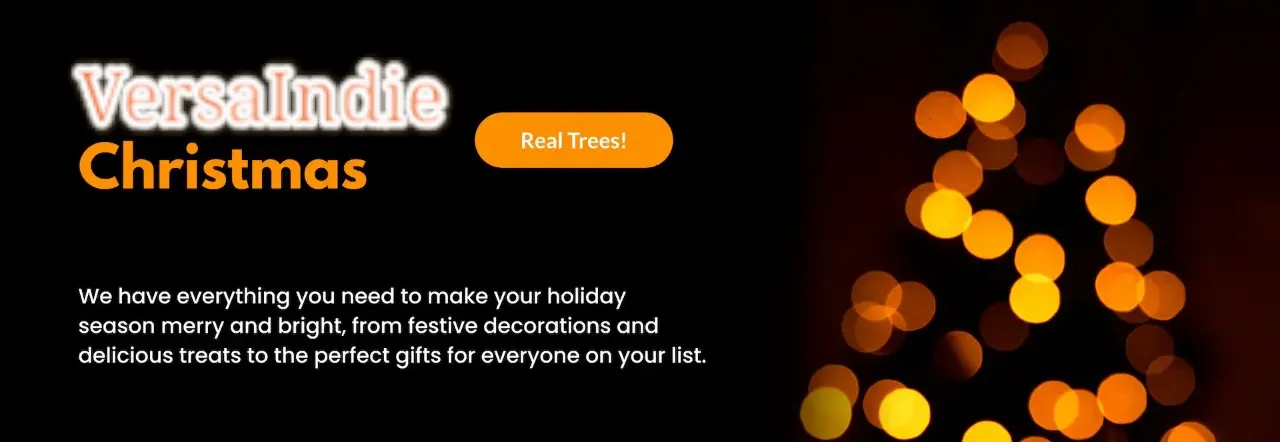 VersaIndie
Christmas
Real Trees!
We have everything you need to make your holiday
season merry and bright, from festive decorations and
delicious treats to the perfect gifts for everyone on your list.